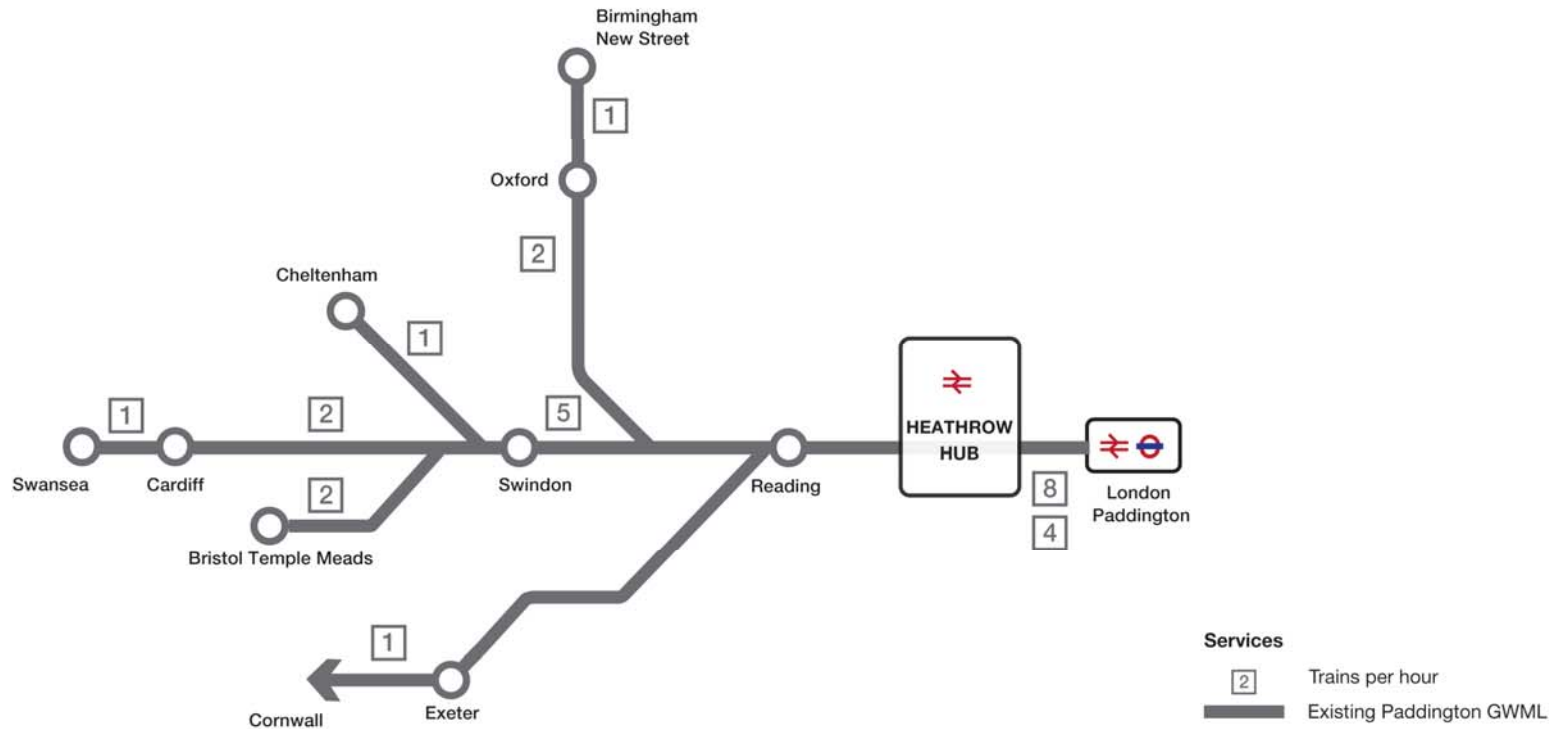 Birmingham
New Street
1
Oxford
2
Cheltenham
1
1
2
5
HEATHROW
HUB
Swansea
Cardiff
2
Swindon
Reading
8
4
London
Paddington
Bristol Temple Meads
1
Cornwall
Exeter
Services
2 Trains per hour
Existing Paddington GWML